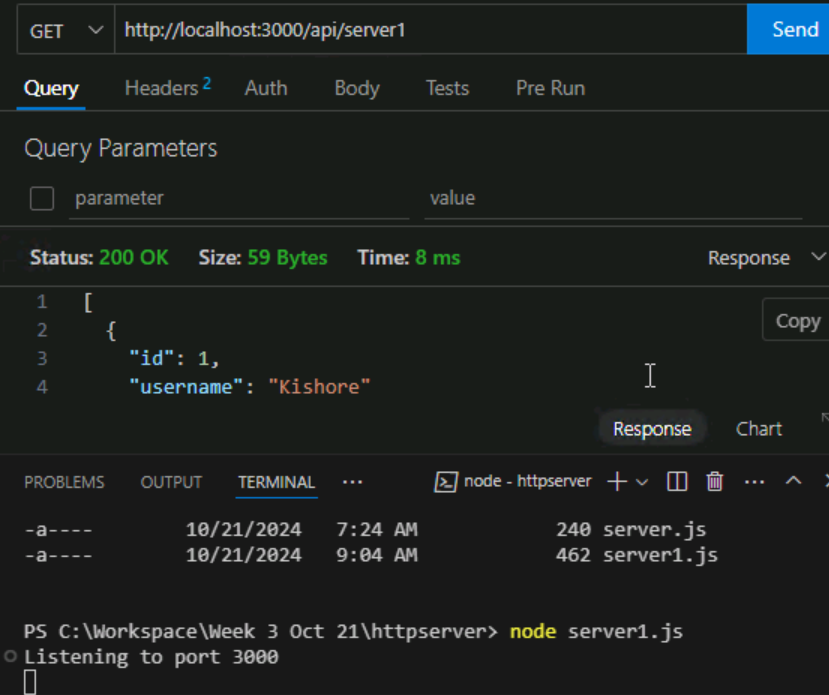 GET http://localhost:3000/api/server1 Send
Query Headers 2 Auth Body Tests Pre Run
Query Parameters
parameter value
Status: 200 OK Size: 59 Bytes Time: 8 ms Response
1 [
2 {
Copy
3 "id": 1,
4 "username": "Kishore"
Response Chart
PROBLEMS OUTPUT TERMINAL ... node - httpserver ...
-a---- 10/21/2024 7:24 AM 240 server.js
-a---- 10/21/2024 9:04 AM 462 server1.js
PS C:\Workspace\Week 3 Oct 21\httpserver> node server1.js
Listening to port 3000